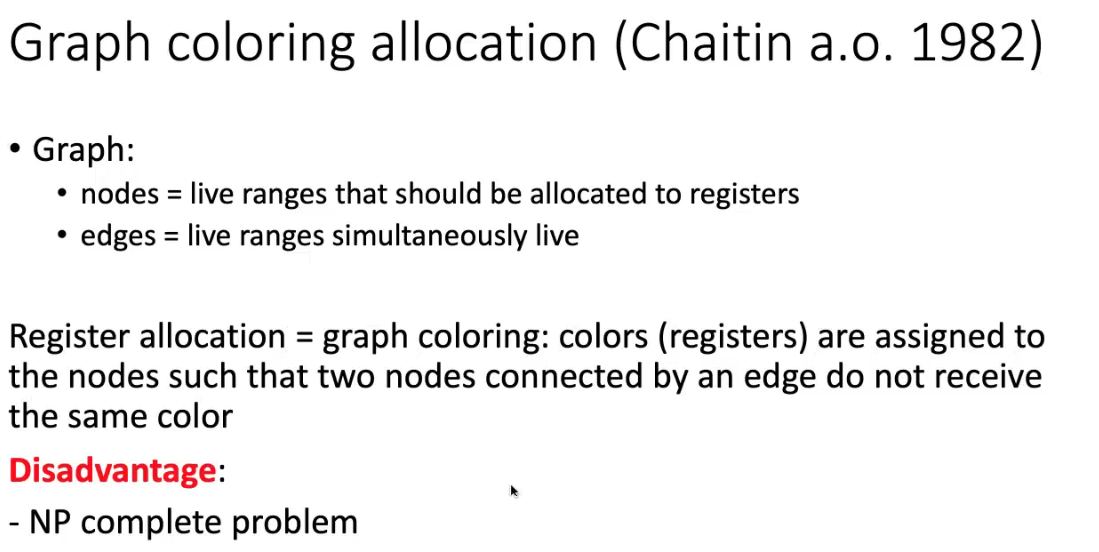 Graph coloring allocation (Chaitin a.o. 1982)
• Graph:
• nodes = live ranges that should be allocated to registers
• edges = live ranges simultaneously live
Register allocation = graph coloring: colors (registers) are assigned to
the nodes such that two nodes connected by an edge do not receive
the same color
Disadvantage:
- NP complete problem